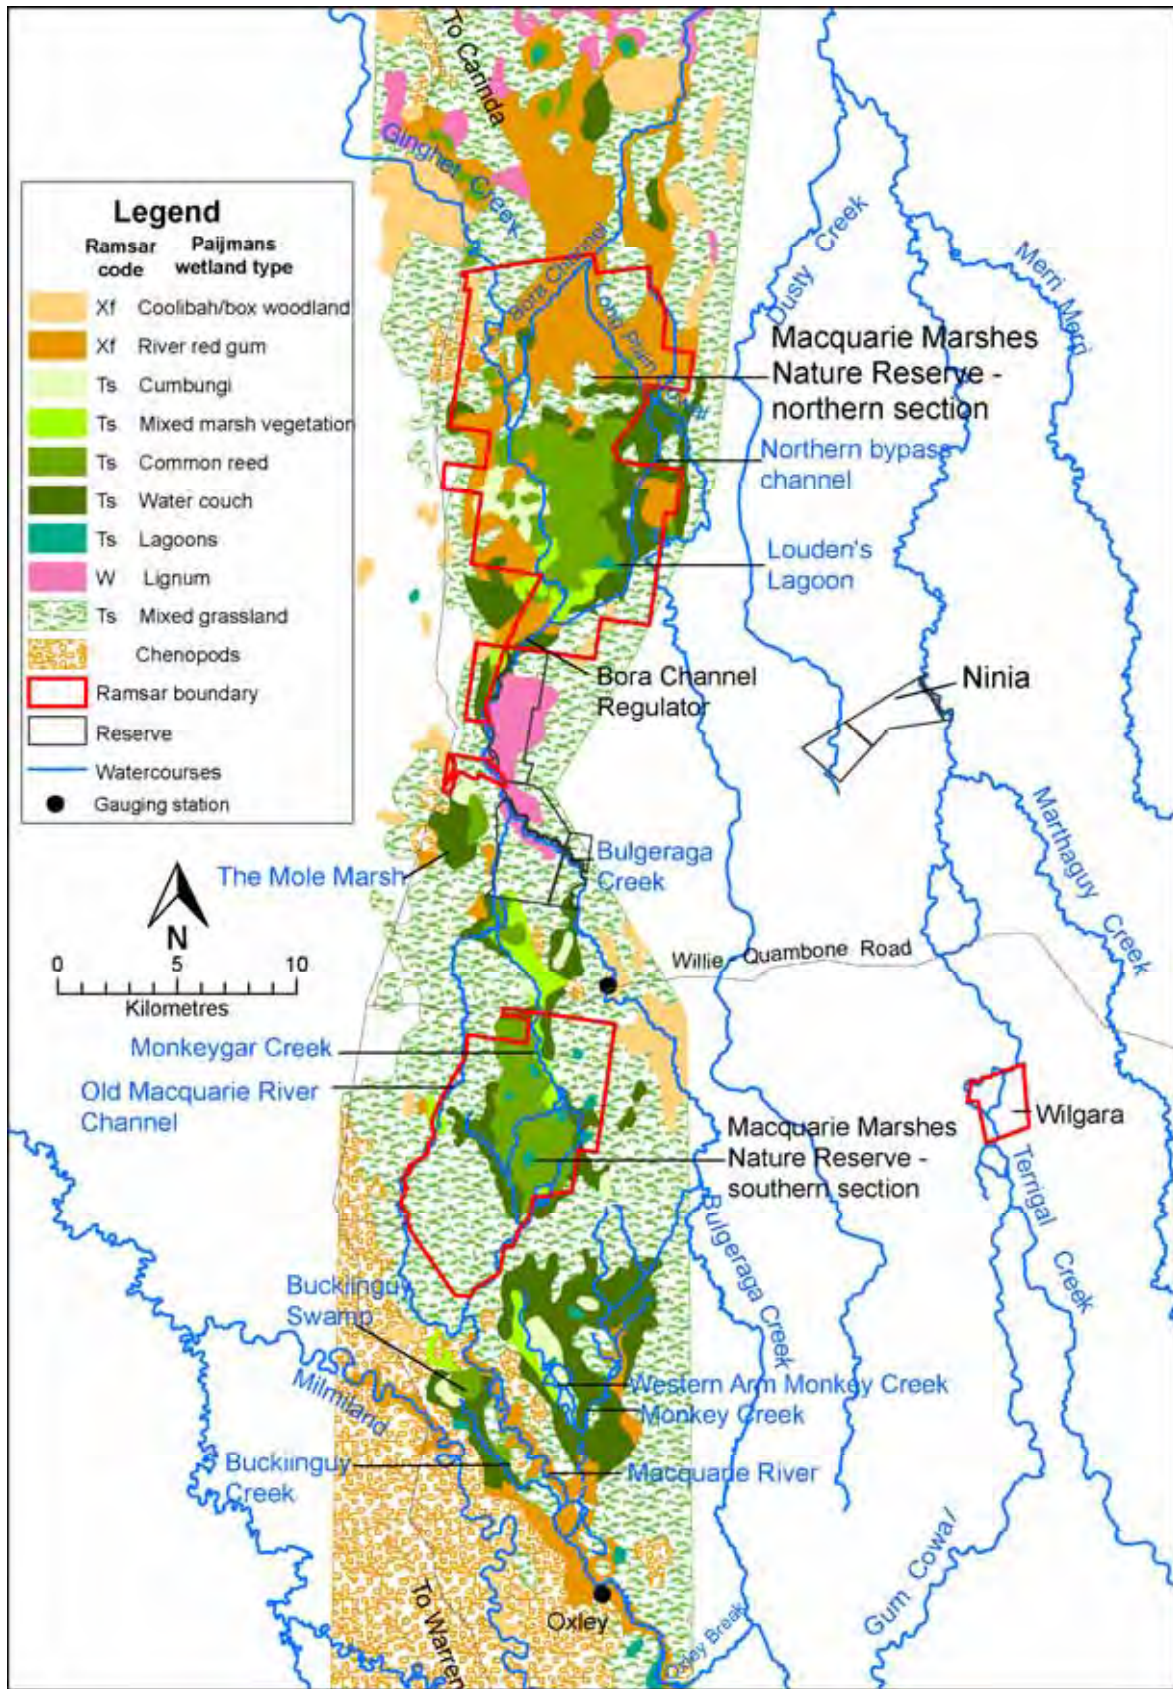 To Carinda
Ginghet Creek
Legend
Ramsar code
Paijmans wetland type
Xf Coolibah/box woodland
Xf River red gum
Ts Cumbungi
Ts Mixed marsh vegetation
Ts Common reed
Ts Water couch
Ts Lagoons
W Lignum
Ts Mixed grassland
Chenopods
Ramsar boundary
Reserve
Watercourses
Gauging station
Bora Channel
Long Plain
Dusty Creek
Merri Merri
Macquarie Marshes
Nature Reserve -
northern section
Northern bypass
channel
Louden's
Lagoon
Bora Channel
Regulator
Ninia
Marthaguy Creek
The Mole Marsh
Bulgeraga
Creek
N
0 5 10
Kilometres
Willie Quambone Road
Monkeygar Creek
Old Macquarie River
Channel
Macquarie Marshes
Nature Reserve -
southern section
Wilgara
Terrigal Creek
Bulgeraga Creek
Buckiinguy
Swamp
Milmiland
Western Arm Monkey Creek
Monkey Creek
Buckiinguy
Creek
Macquarie River
Gum Cowal/
Oxley
Oxley Break
To Warren